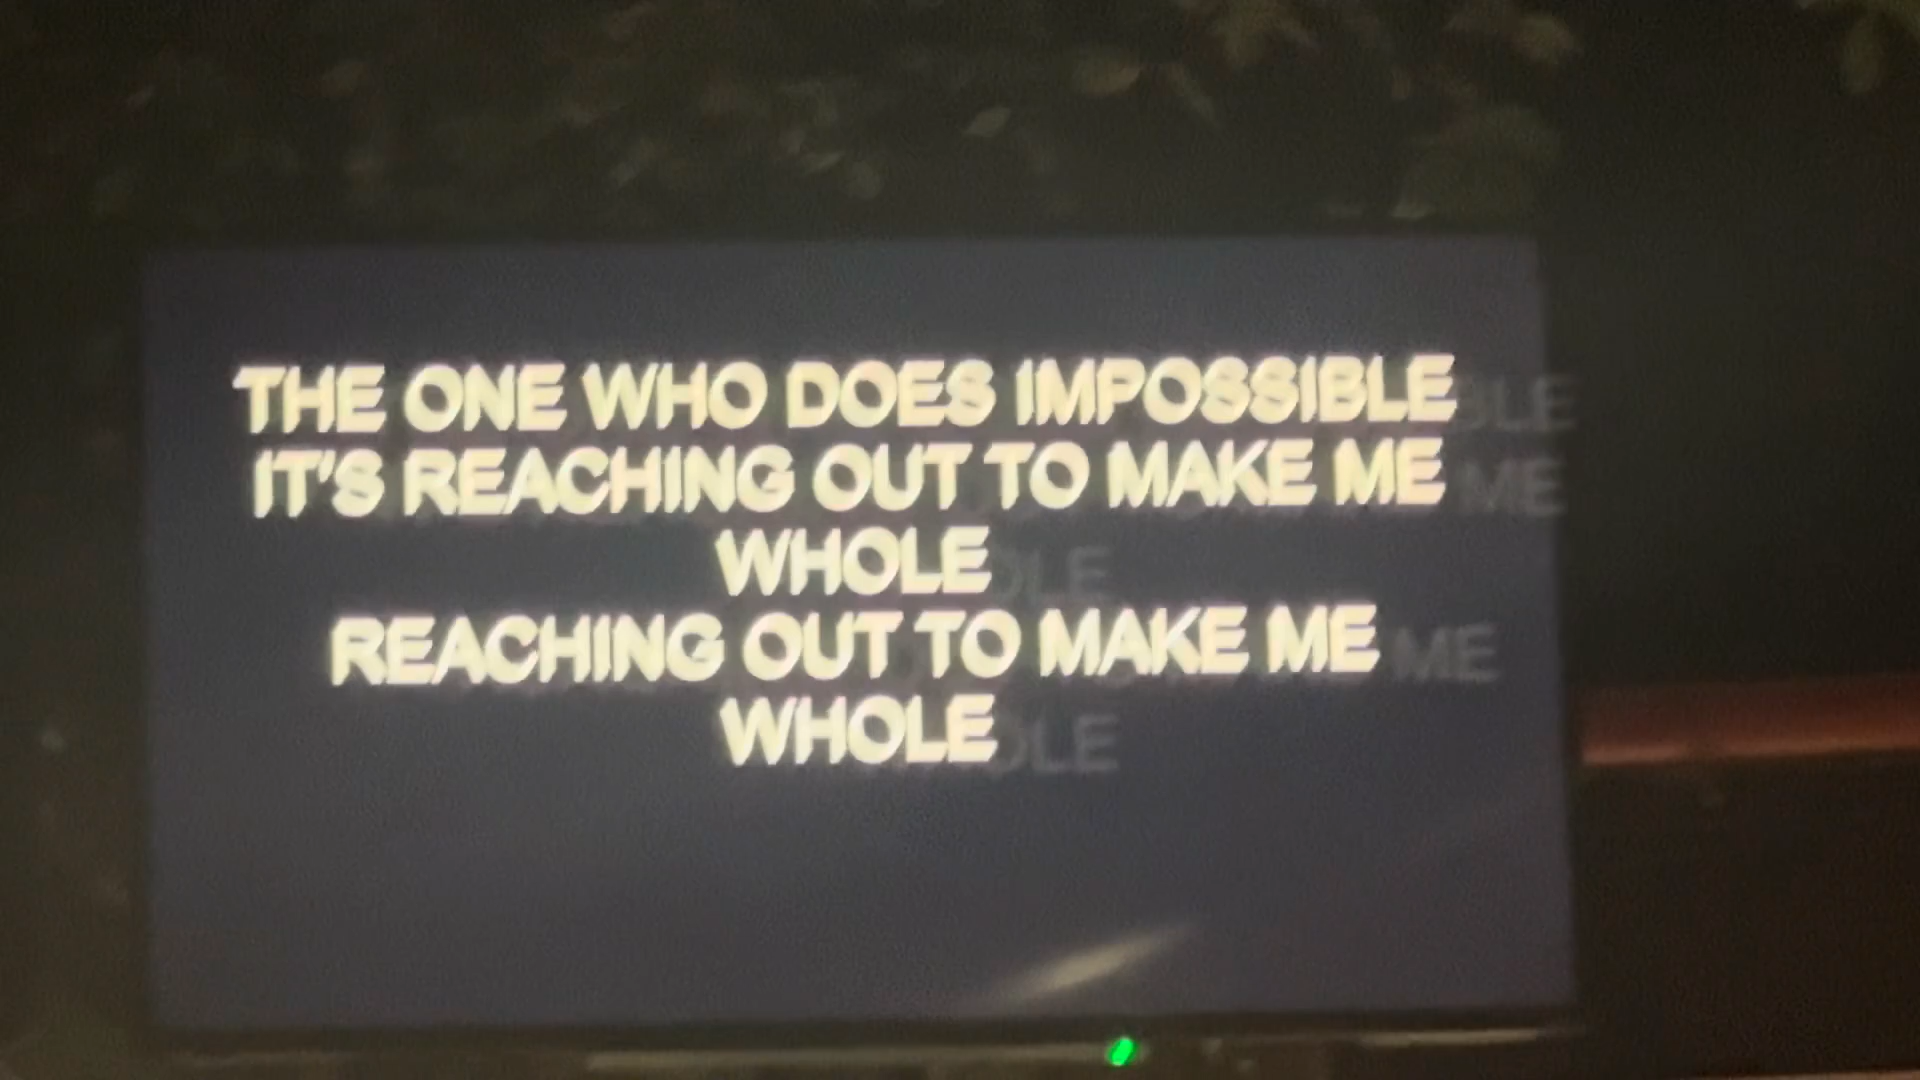 THE ONE WHO DOES IMPOSSIBLE
IT'S REACHING OUT TO MAKE ME
WHOLE
REACHING OUT TO MAKE ME
WHOLE